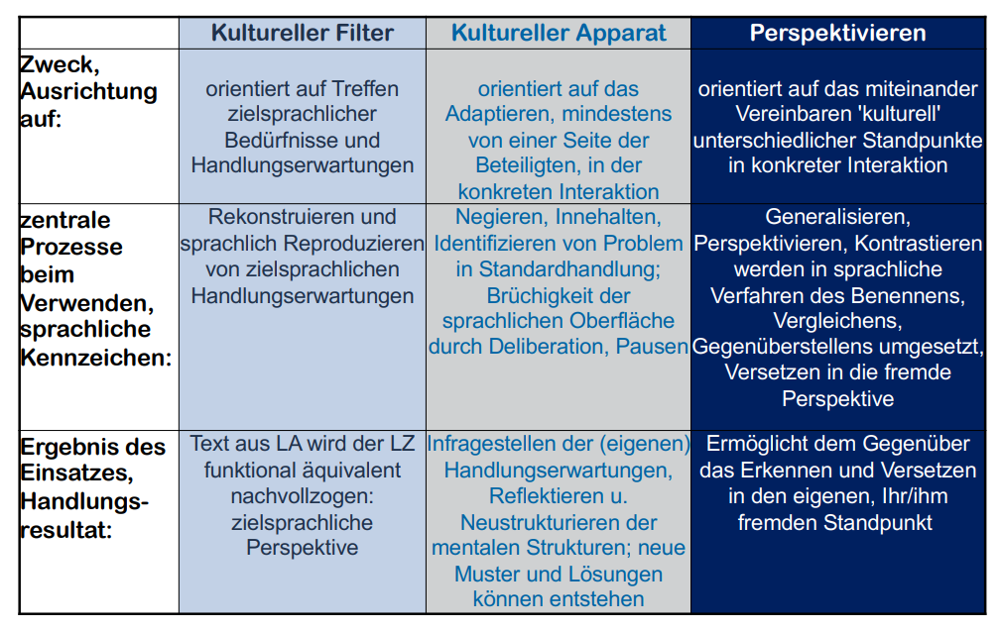 Kultureller Filter
Kultureller Apparat
Perspektivieren
Zweck,
Ausrichtung
auf:
orientiert auf Treffen
zielsprachlicher
Bedürfnisse und
Handlungserwartungen
orientiert auf das
Adaptieren, mindestens
von einer Seite der
Beteiligten, in der
konkreten Interaktion
orientiert auf das miteinander
Vereinbaren 'kulturell'
unterschiedlicher Standpunkte
in konkreter Interaktion
zentrale
Prozesse
beim
Verwenden,
sprachliche
Kennzeichen:
Rekonstruieren und
sprachlich Reproduzieren
von zielsprachlichen
Handlungserwartungen
Negieren, Innehalten,
Identifizieren von Problem
in Standardhandlung;
Brüchigkeit der
sprachlichen Oberfläche
durch Deliberation, Pausen
Generalisieren,
Perspektivieren, Kontrastieren
werden in sprachliche
Verfahren des Benennens,
Vergleichens,
Gegenüberstellens umgesetzt,
Versetzen in die fremde
Perspektive
Ergebnis des
Einsatzes,
Handlungs-
resultat:
Text aus LA wird der LZ
funktional äquivalent
nachvollzogen:
zielsprachliche
Perspektive
Infragestellen der (eigenen)
Handlungserwartungen,
Reflektieren u.
Neustrukturieren der
mentalen Strukturen; neue
Muster und Lösungen
können entstehen
Ermöglicht dem Gegenüber
das Erkennen und Versetzen
in den eigenen, Ihr/ihm
fremden Standpunkt